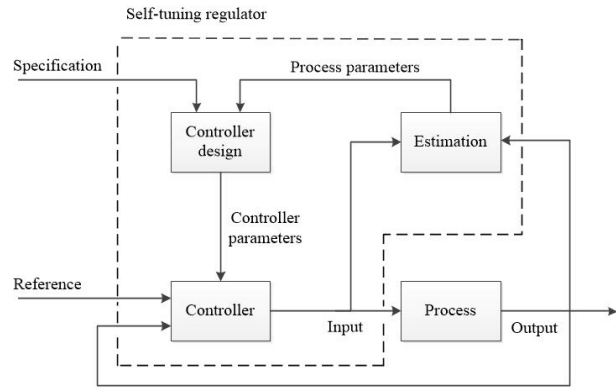 Self-tuning regulator
Specification
Process parameters
Controller
design
Estimation
Controller
parameters
Reference
Controller
Input
Process
Output